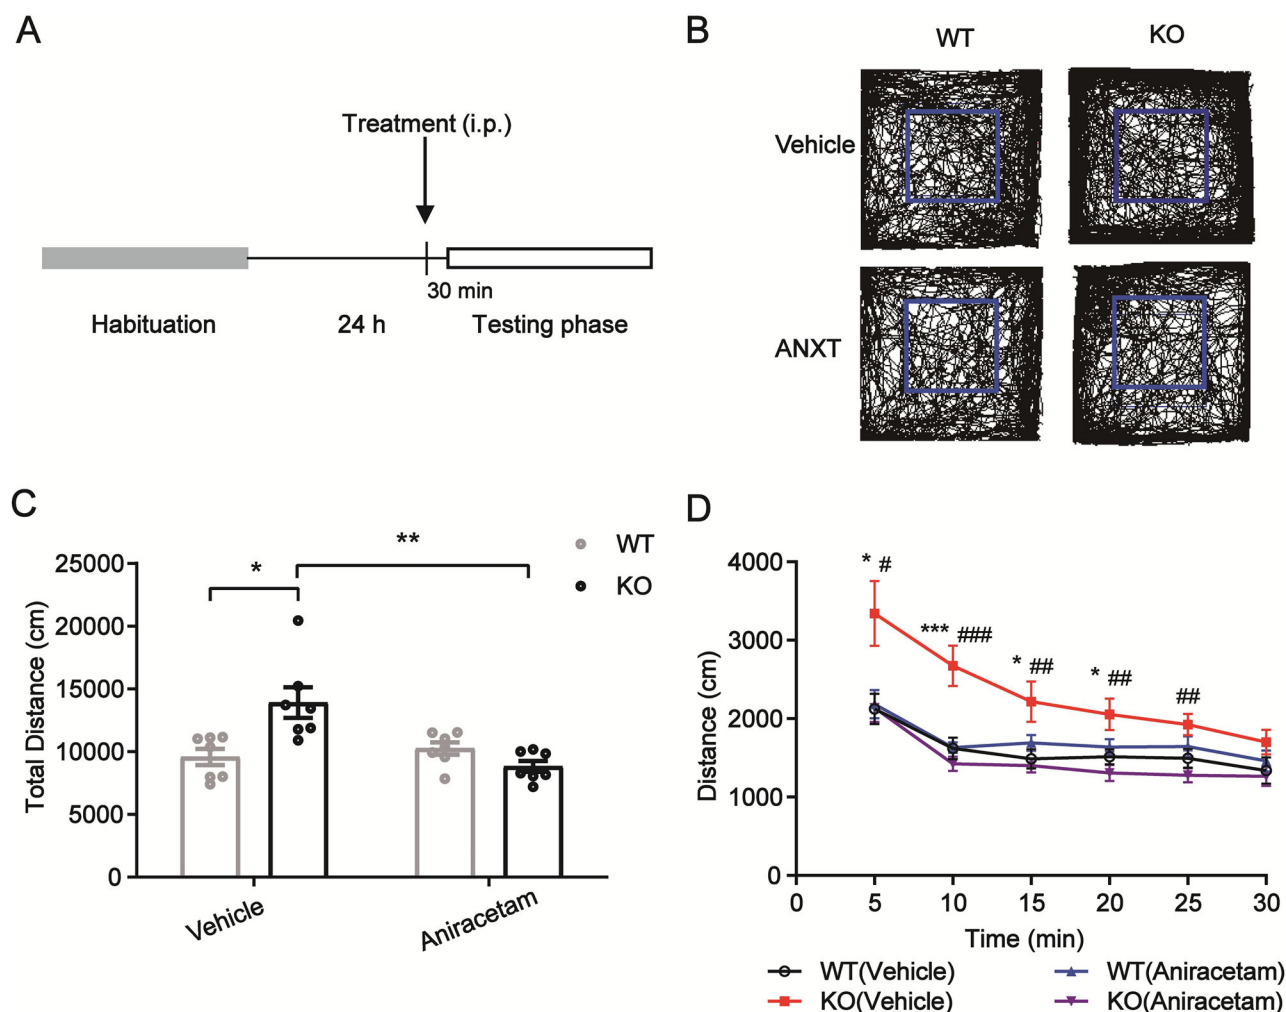 A
Treatment (i.p.)
30 min
Habituation
24 h
Testing phase
B
WT
KO
Vehicle
ANXT
C
WT
KO
*
**
Total Distance (cm)
25000
20000
15000
10000
5000
0
Vehicle
Aniracetam
D
Distance (cm)
4000
3000
2000
1000
0
* #
*** ###
* ##
* ##
##
0 5 10 15 20 25 30
Time (min)
WT(Vehicle)
WT(Aniracetam)
KO(Vehicle)
KO(Aniracetam)